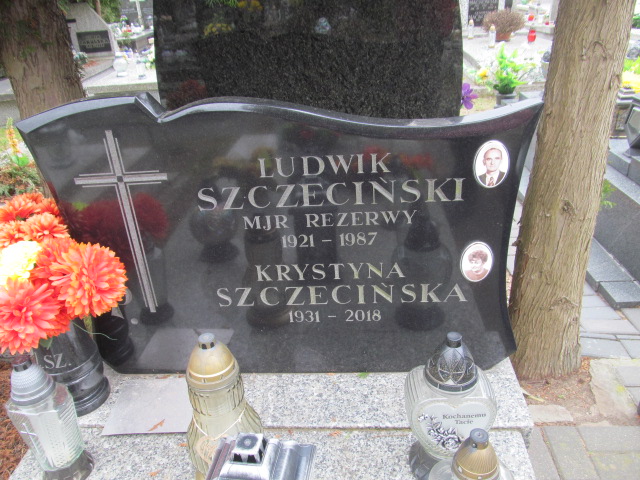 LUDWIK
SZCZECIŃSKI
MJR REZERWY
1921 - 1987
KRYSTYNA
SZCZECIŃSKA
1931 - 2018
L.SZ.
Kochanemu
Tacie